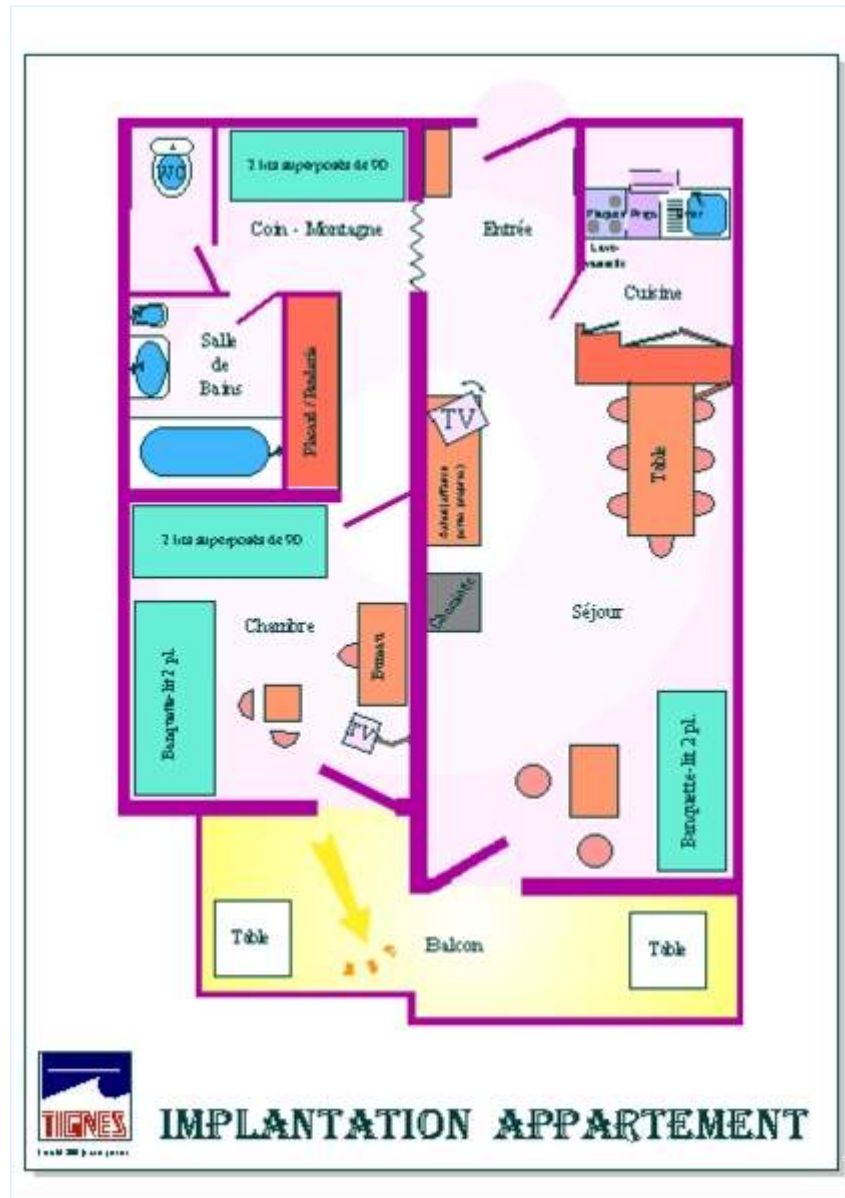 WC
2 lits superposés de 90
Coin - Montagne
Entrée
Plaques
Frigo
Evier
Lave-
vaisselle
Cuisine
Salle
de
Bains
Placard / Penderie
TV
Table
2 lits superposés de 90
Chambre
Bureau
Banquette-lit 2 pl.
TV
Cheminée
Séjour
Banquette-lit 2 pl.
Table
Balcon
Table
TIGNES
IMPLANTATION APPARTEMENT